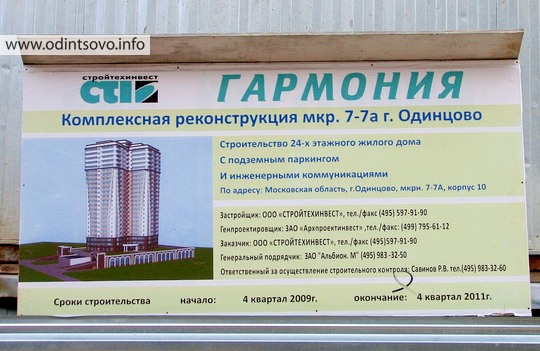 www.odintsovo.info
стройтехинвест
СТІ
ГАРМОНИЯ
Комплексная реконструкция мкр. 7-7а г. Одинцово
Строительство 24-х этажного жилого дома
С подземным паркингом
И инженерными коммуникациями
По адресу: Московская область, г.Одинцово, мкрн. 7-7А, корпус 10
Застройщик: ООО «СТРОЙТЕХИНВЕСТ», тел./факс (495) 597-91-90
Генпроектировщик: ЗАО «Архпроектинвест» ,тел./факс (499) 795-61-12
Заказчик: ООО «СТРОЙТЕХИНВЕСТ», тел./факс (495)597-91-90
Генеральный подрядчик: ЗАО "Альбион. М" (495) 983 -32-50
Ответственный за осуществление строительного контроля: Савинов Р.В. тел.(495) 983-32-60
Сроки строительства начало: 4 квартал 2009г. окончание: 4 квартал 2011г.